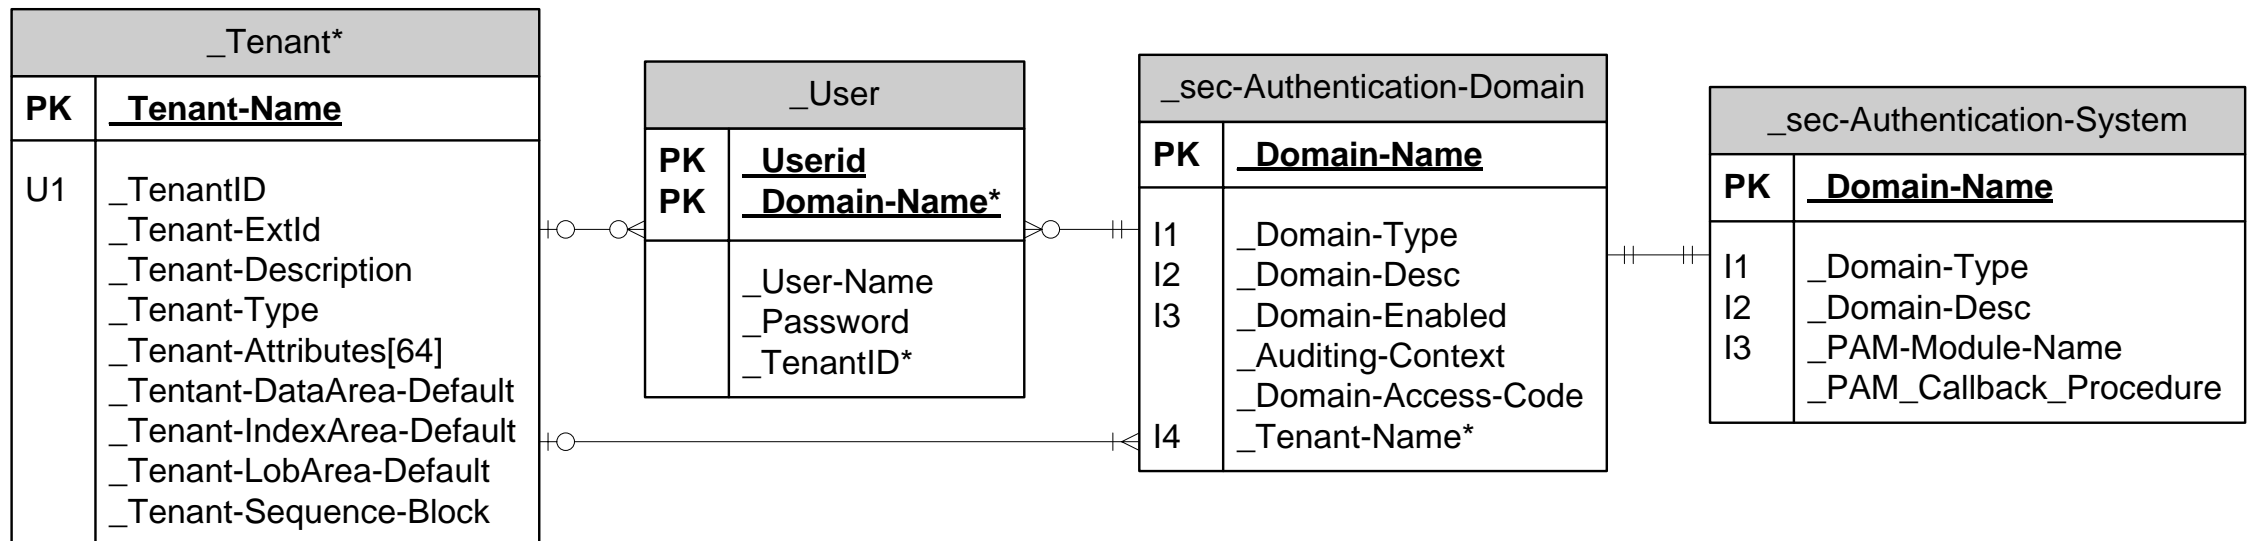 _Tenant*
PK _Tenant-Name
U1 _TenantID
_Tenant-ExtId
_Tenant-Description
_Tenant-Type
_Tenant-Attributes[64]
_Tentant-DataArea-Default
_Tenant-IndexArea-Default
_Tenant-LobArea-Default
_Tenant-Sequence-Block
_User
PK _Userid
PK _Domain-Name*
_User-Name
_Password
_TenantID*
_sec-Authentication-Domain
PK _Domain-Name
I1 _Domain-Type
I2 _Domain-Desc
I3 _Domain-Enabled
_Auditing-Context
_Domain-Access-Code
I4 _Tenant-Name*
_sec-Authentication-System
PK _Domain-Name
I1 _Domain-Type
I2 _Domain-Desc
I3 _PAM-Module-Name
_PAM_Callback_Procedure